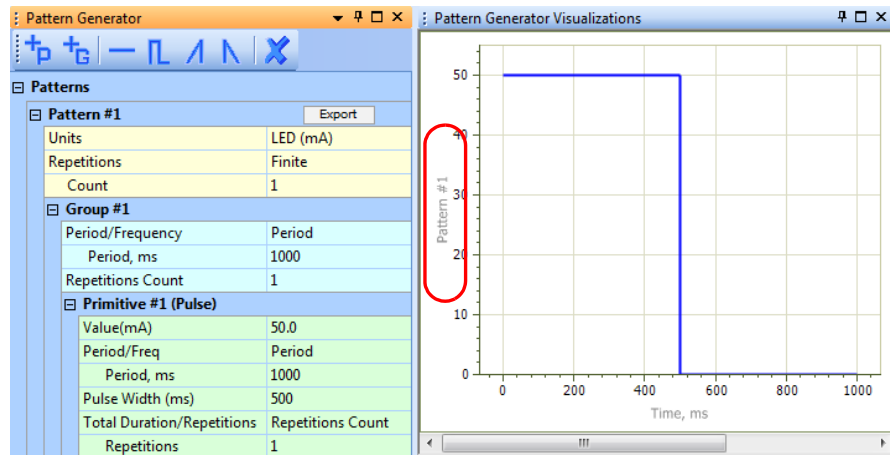 Pattern Generator
+P +G
Patterns
Pattern #1 Export
Units LED (mA)
Repetitions Finite
Count 1
Group #1
Period/Frequency Period
Period, ms 1000
Repetitions Count 1
Primitive #1 (Pulse)
Value(mA) 50.0
Period/Freq Period
Period, ms 1000
Pulse Width (ms) 500
Total Duration/Repetitions Repetitions Count
Repetitions 1
Pattern Generator Visualizations
50
40
30
20
10
0
Pattern #1
0 200 400 600 800 1000
Time, ms